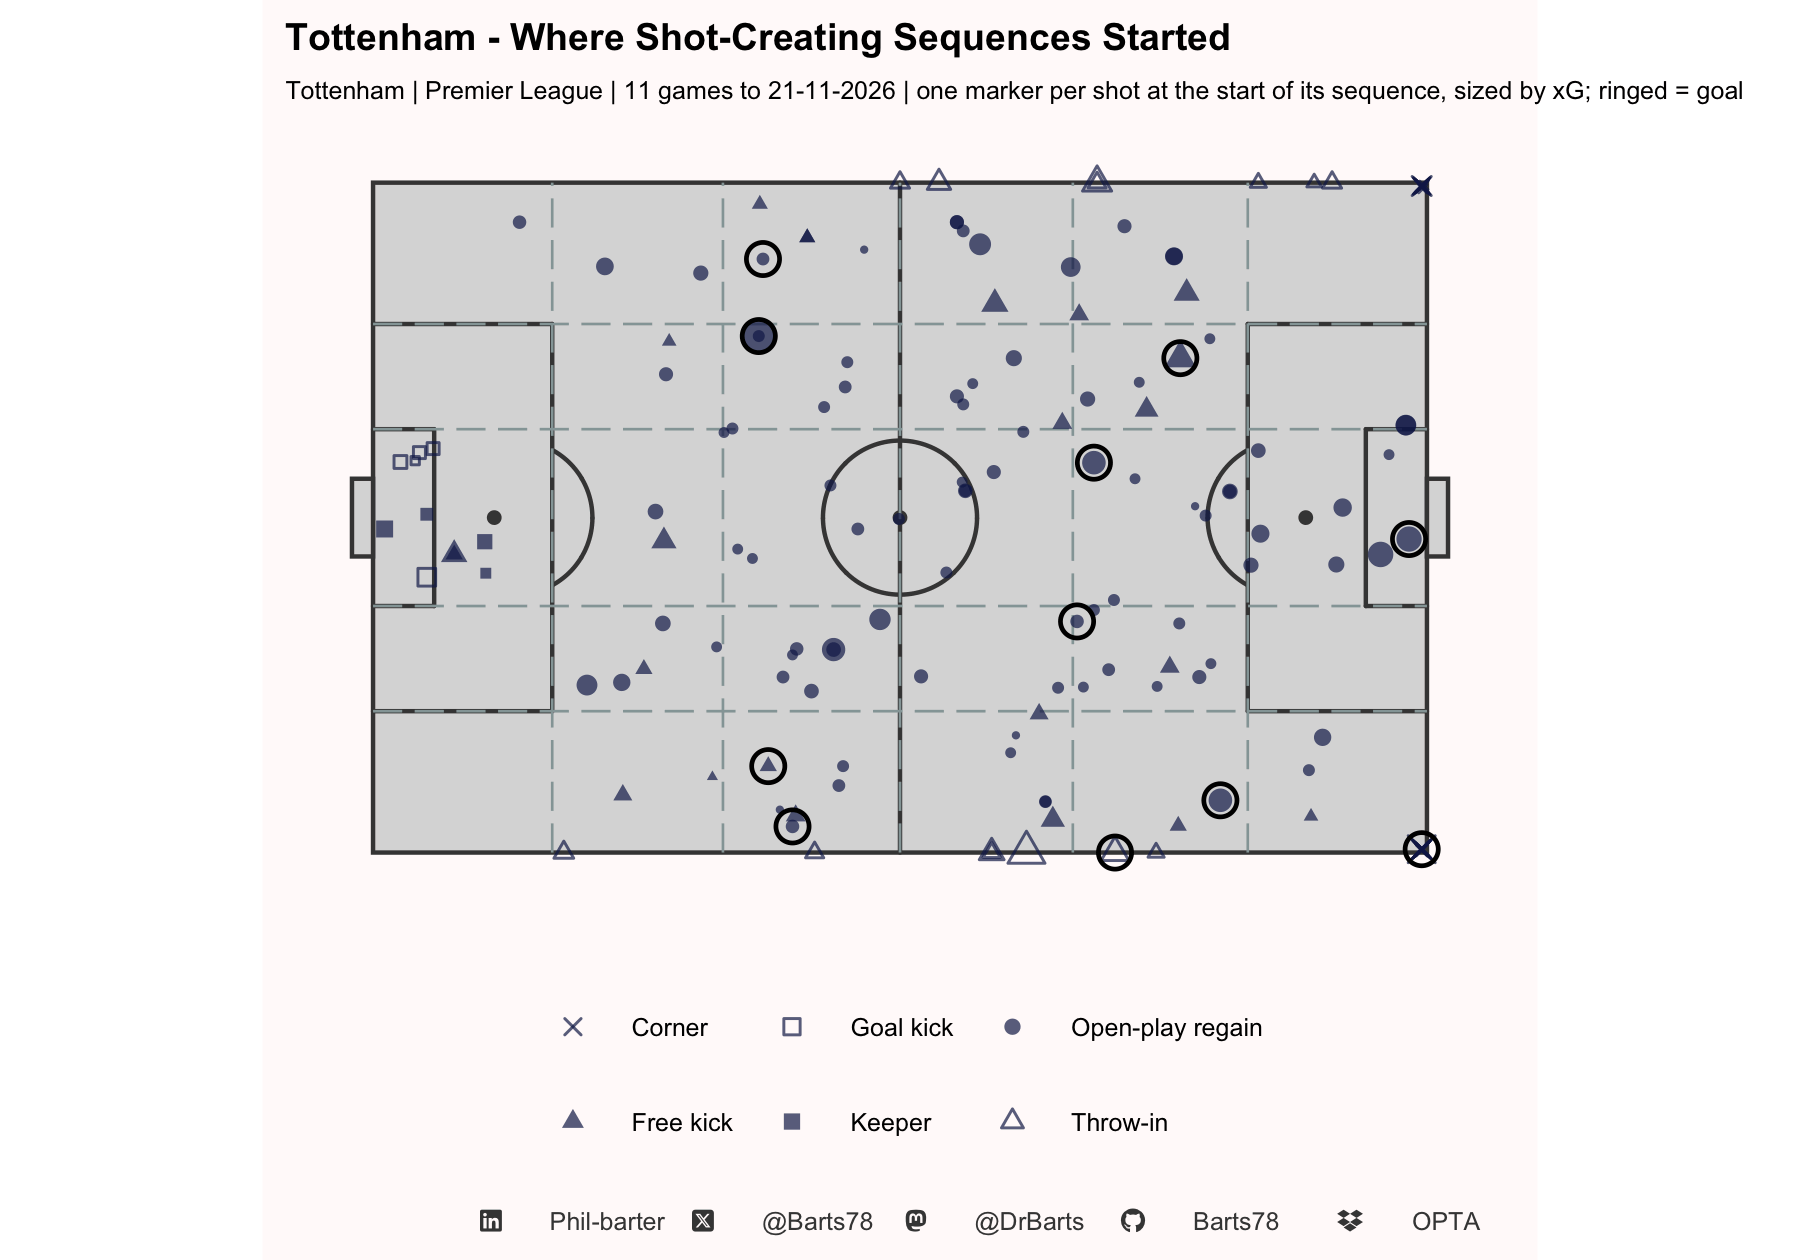 Tottenham - Where Shot-Creating Sequences Started
Tottenham | Premier League | 11 games to 21-11-2026 | one marker per shot at the start of its sequence, sized by xG; ringed = goal
Corner
Goal kick
Open-play regain
Free kick
Keeper
Throw-in
Phil-barter
@Barts78
@DrBarts
Barts78
OPTA